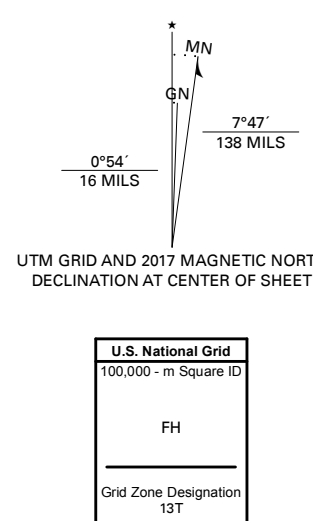 ★
MN
GN
7°47´
138 MILS
0°54´
16 MILS
UTM GRID AND 2017 MAGNETIC NORT
DECLINATION AT CENTER OF SHEET
U.S. National Grid
100,000 - m Square ID
FH
Grid Zone Designation
13T